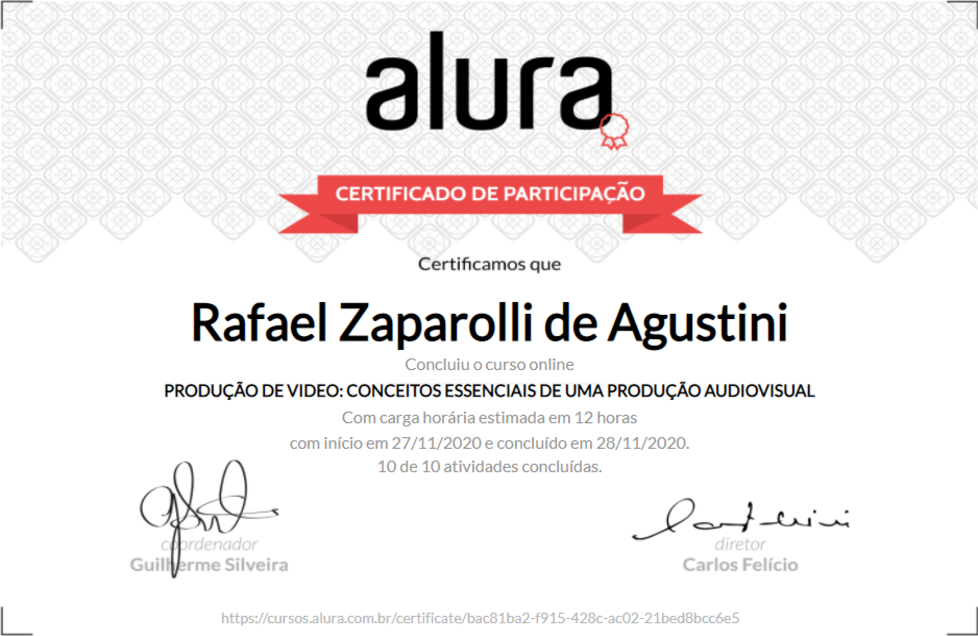 alura
CERTIFICADO DE PARTICIPAÇÃO
Certificamos que
Rafael Zaparolli de Agustini
Concluiu o curso online
PRODUÇÃO DE VIDEO: CONCEITOS ESSENCIAIS DE UMA PRODUÇÃO AUDIOVISUAL
Com carga horária estimada em 12 horas
com início em 27/11/2020 e concluído em 28/11/2020.
10 de 10 atividades concluídas.
coordenador
Guilherme Silveira
diretor
Carlos Felício
https://cursos.alura.com.br/certificate/bac81ba2-f915-428c-ac02-21bed8bcc6e5